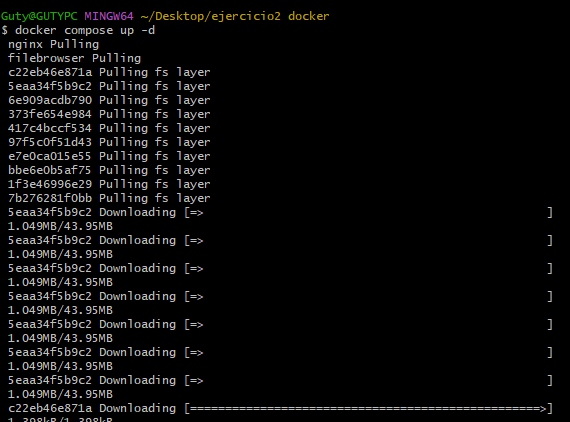 Guty@GUTYPC MINGW64 ~/Desktop/ejercicio2 docker
$ docker compose up -d
nginx Pulling
filebrowser Pulling
c22eb46e871a Pulling fs layer
5eaa34f5b9c2 Pulling fs layer
6e909acdb790 Pulling fs layer
373fe654e984 Pulling fs layer
417c4bccf534 Pulling fs layer
97f5c0f51d43 Pulling fs layer
e7e0ca015e55 Pulling fs layer
bbe6e0b5af75 Pulling fs layer
1f3e46996e29 Pulling fs layer
7b276281f0bb Pulling fs layer
5eaa34f5b9c2 Downloading [=>                                                 ]
1.049MB/43.95MB
5eaa34f5b9c2 Downloading [=>                                                 ]
1.049MB/43.95MB
5eaa34f5b9c2 Downloading [=>                                                 ]
1.049MB/43.95MB
5eaa34f5b9c2 Downloading [=>                                                 ]
1.049MB/43.95MB
5eaa34f5b9c2 Downloading [=>                                                 ]
1.049MB/43.95MB
5eaa34f5b9c2 Downloading [=>                                                 ]
1.049MB/43.95MB
5eaa34f5b9c2 Downloading [=>                                                 ]
1.049MB/43.95MB
c22eb46e871a Downloading [==================================================>]
1.398kB/1.398kB